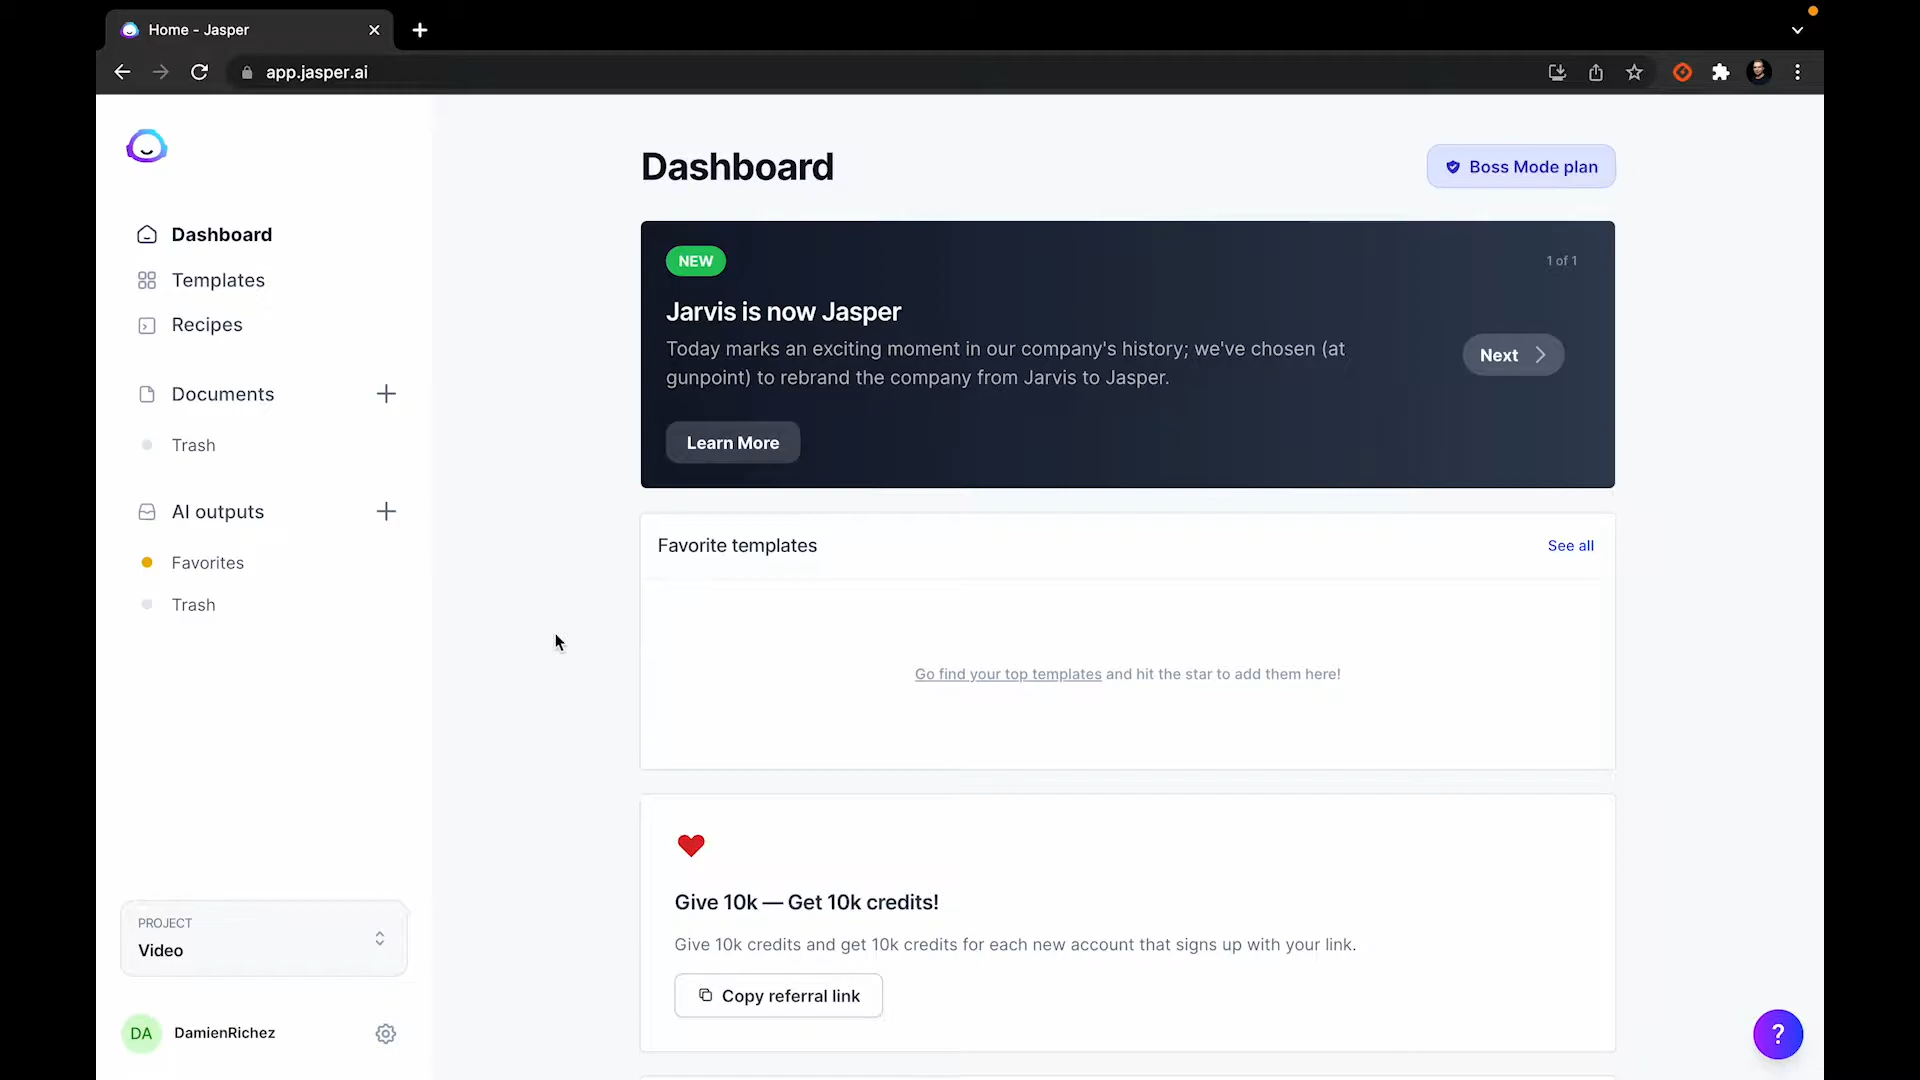 Home - Jasper
app.jasper.ai
Dashboard
Templates
Recipes
Documents
Trash
AI outputs
Favorites
Trash
PROJECT
Video
DA
DamienRichez
Dashboard
Boss Mode plan
NEW
1 of 1
Jarvis is now Jasper
Today marks an exciting moment in our company's history; we've chosen (at
gunpoint) to rebrand the company from Jarvis to Jasper.
Next
Learn More
Favorite templates
See all
Go find your top templates and hit the star to add them here!
Give 10k — Get 10k credits!
Give 10k credits and get 10k credits for each new account that signs up with your link.
Copy referral link
?